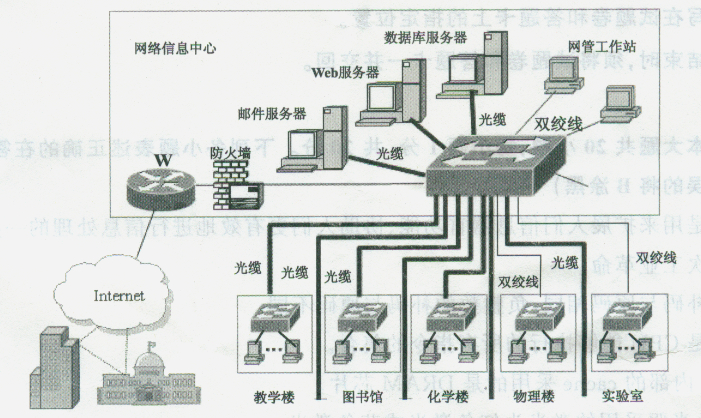 网络信息中心
数据库服务器
网管工作站
Web服务器
邮件服务器
光缆
双绞线
光缆
W
防火墙
光缆
光缆
光缆
光缆
双绞线
光缆
双绞线
Internet
教学楼
图书馆
化学楼
物理楼
实验室